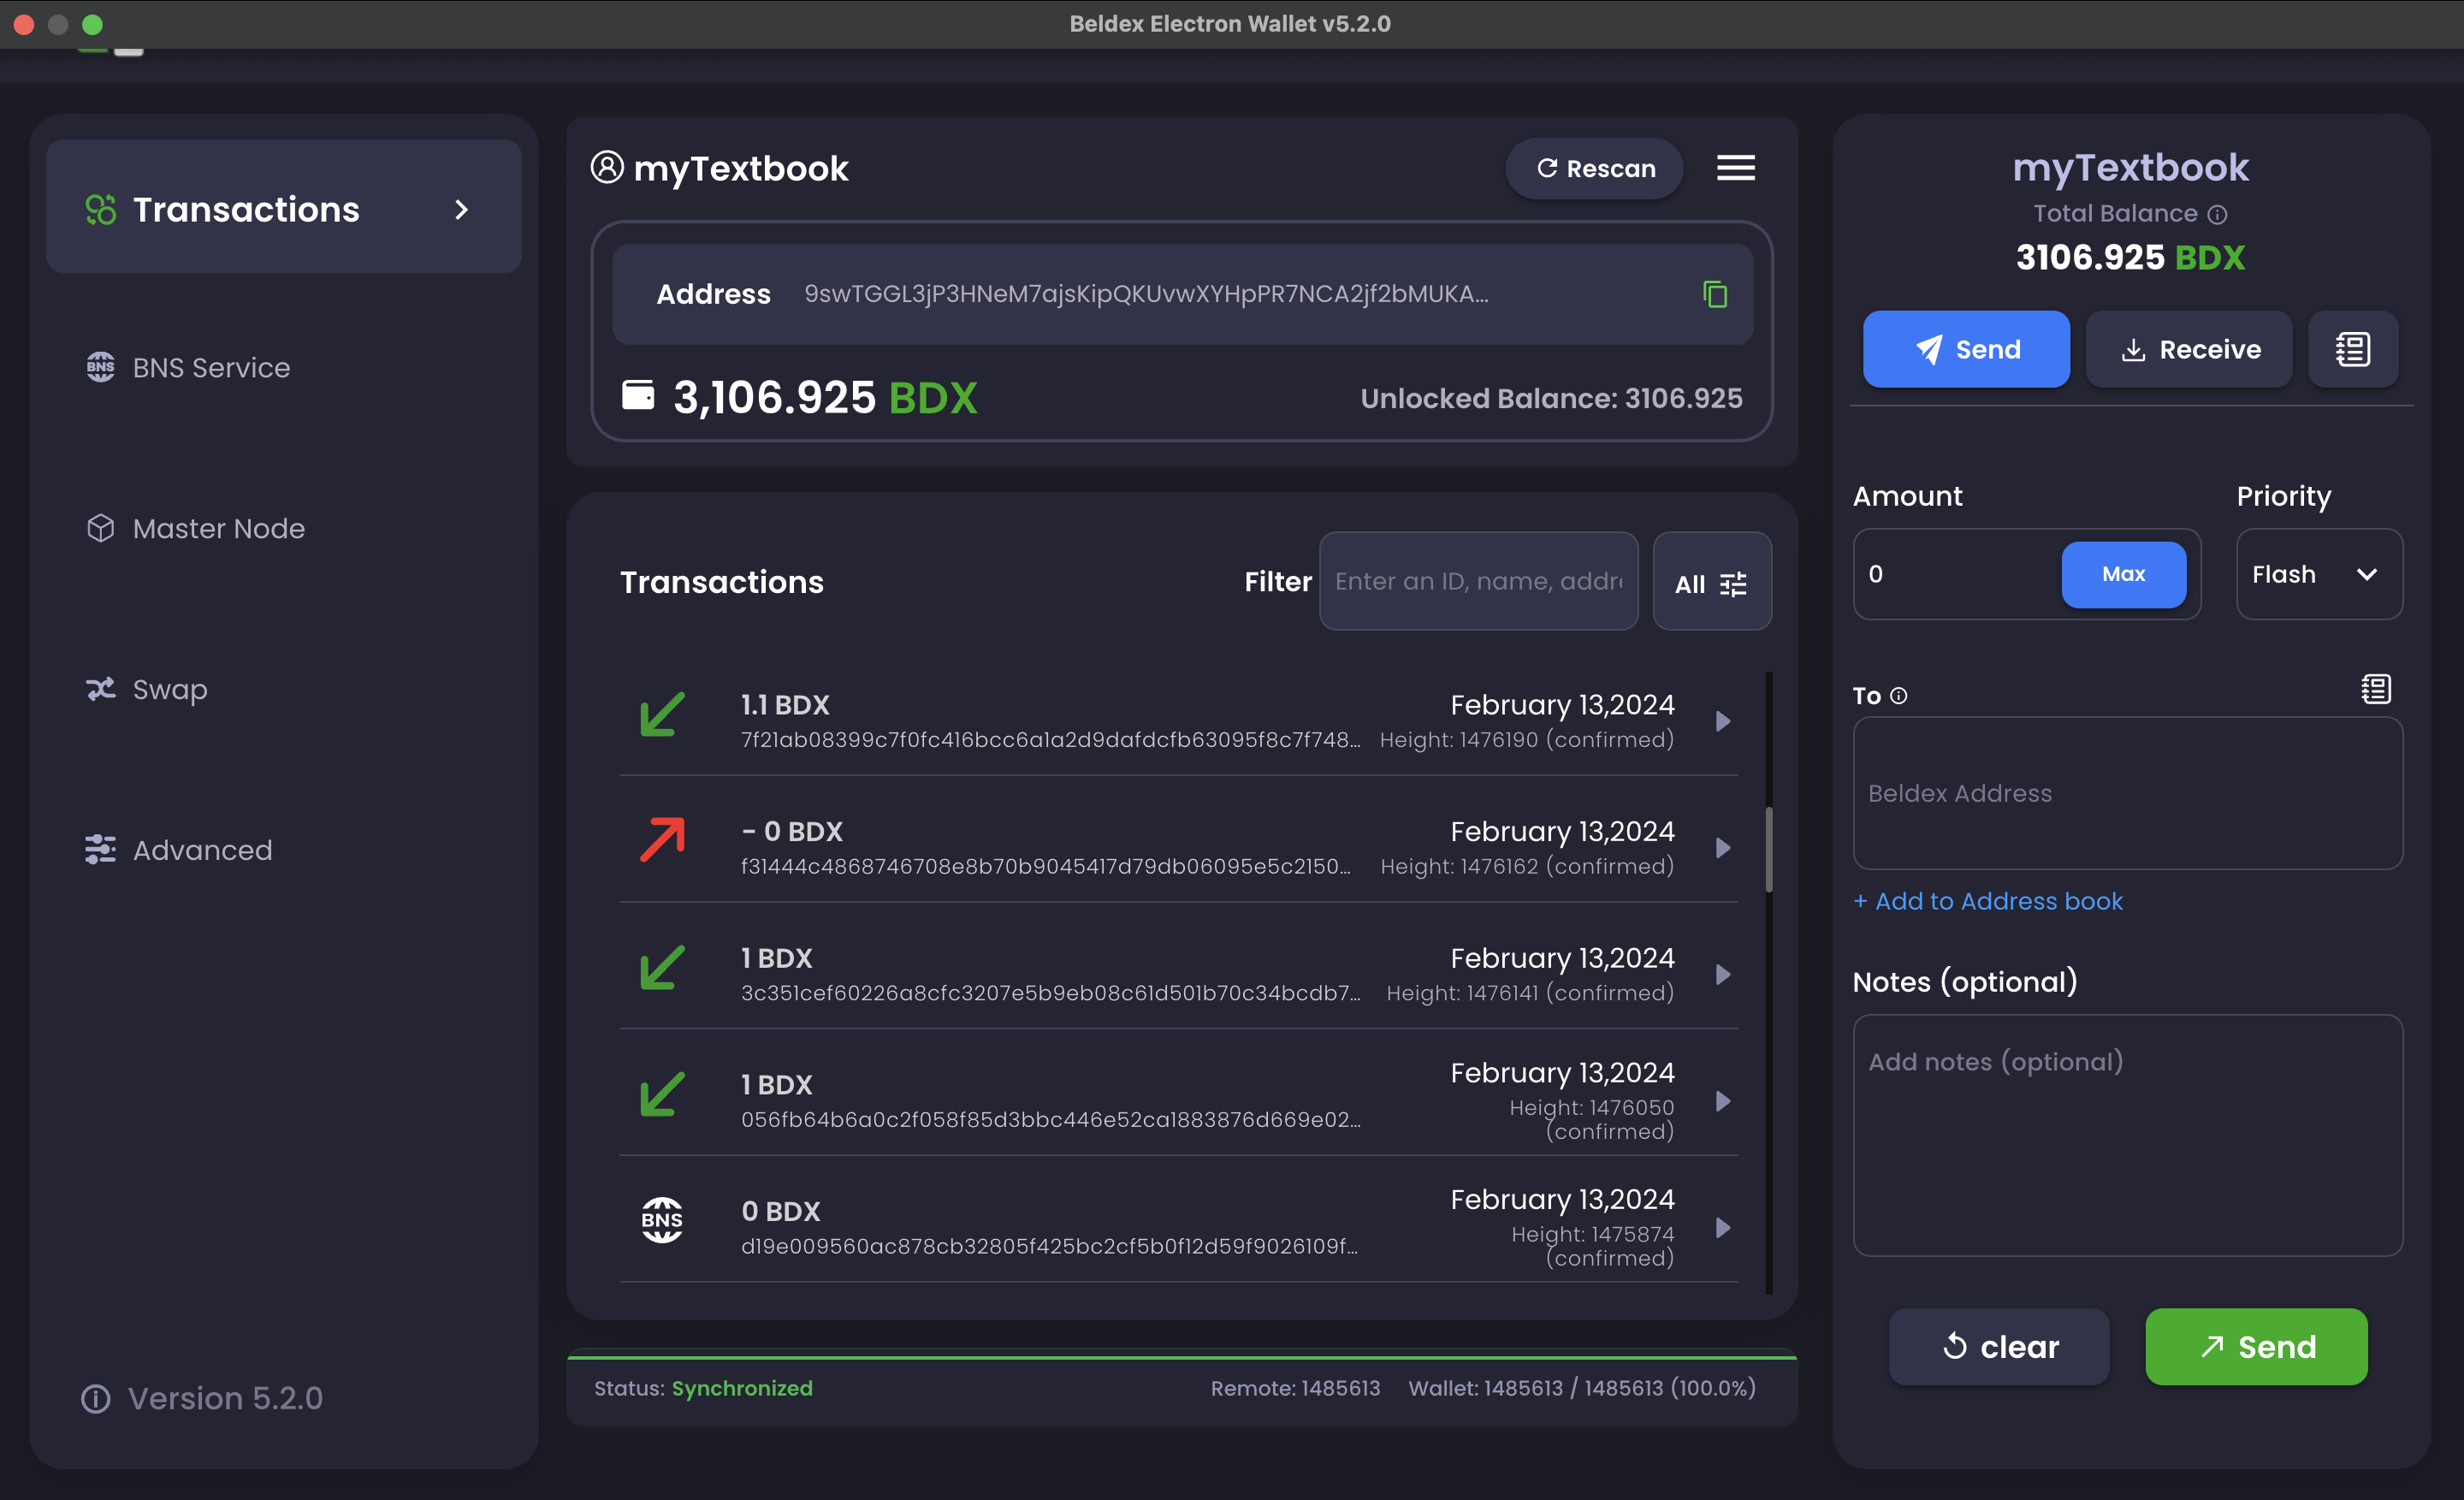 Beldex Electron Wallet v5.2.0
Transactions
BNS
BNS Service
Master Node
Swap
Advanced
Version 5.2.0
myTextbook
Rescan
Address 9swTGGL3jP3HNeM7ajsKipQKUvwXYHpPR7NCA2jf2bMUKA...
3,106.925 BDX
Unlocked Balance: 3106.925
Transactions
Filter
Enter an ID, name, addr
All
1.1 BDX
7f21ab08399c7f0fc416bcc6a1a2d9dafdcfb63095f8c7f748...
February 13,2024
Height: 1476190 (confirmed)
- 0 BDX
f31444c4868746708e8b70b9045417d79db06095e5c2150...
February 13,2024
Height: 1476162 (confirmed)
1 BDX
3c351cef60226a8cfc3207e5b9eb08c61d501b70c34bcdb7...
February 13,2024
Height: 1476141 (confirmed)
1 BDX
056fb64b6a0c2f058f85d3bbc446e52ca1883876d669e02...
February 13,2024
Height: 1476050
(confirmed)
BNS
0 BDX
d19e009560ac878cb32805f425bc2cf5b0f12d59f9026109f...
February 13,2024
Height: 1475874
(confirmed)
Status: Synchronized
Remote: 1485613
Wallet: 1485613 / 1485613 (100.0%)
myTextbook
Total Balance
3106.925 BDX
Send
Receive
Amount
Priority
0
Max
Flash
To
Beldex Address
+ Add to Address book
Notes (optional)
Add notes (optional)
clear
Send